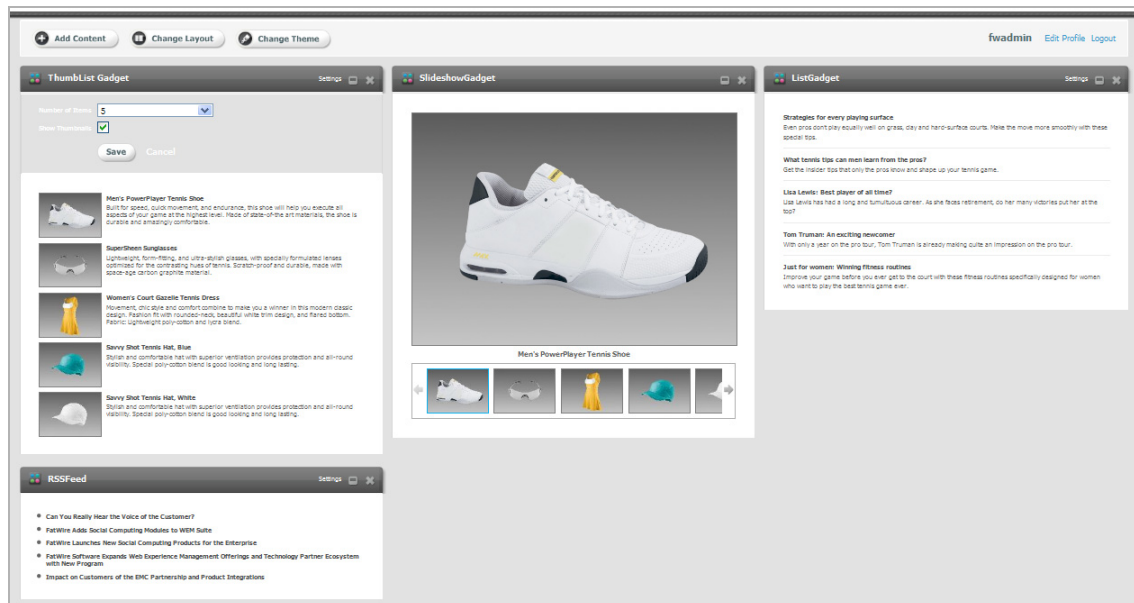 Add Content
Change Layout
Change Theme
fwadmin
Edit Profile
Logout
ThumbList Gadget
Settings
Number of Items
5
Show Thumbnails
Save
Cancel
Men's PowerPlayer Tennis Shoe
Built for speed, quick movement, and endurance, this shoe will help you execute all
aspects of your game at the highest level. Made of state-of-the art materials, the shoe is
durable and amazingly comfortable.
SuperSheen Sunglasses
Lightweight, form-fitting, and ultra-stylish glasses, with specially formulated lenses
optimized for the contrasting hues of tennis. Scratch-proof and durable, made with
space-age carbon graphite material.
Women's Court Gazelle Tennis Dress
Movement, chic style and comfort combine to make you a winner in this modern classic
design. Fashion fit with rounded-neck, beautiful white trim design, and flared bottom.
Fabric: Lightweight poly-cotton and lycra blend.
Savvy Shot Tennis Hat, Blue
Stylish and comfortable hat with superior ventilation provides protection and all-round
visibility. Special poly-cotton blend is good looking and long lasting.
Savvy Shot Tennis Hat, White
Stylish and comfortable hat with superior ventilation provides protection and all-round
visibility. Special poly-cotton blend is good looking and long lasting.
RSSFeed
Settings
Can You Really Hear the Voice of the Customer?
FatWire Adds Social Computing Modules to WEM Suite
FatWire Launches New Social Computing Products for the Enterprise
FatWire Software Expands Web Experience Management Offerings and Technology Partner Ecosystem
with New Program
Impact on Customers of the EMC Partnership and Product Integrations
SlideshowGadget
Men's PowerPlayer Tennis Shoe
ListGadget
Settings
Strategies for every playing surface
Even pros don't play equally well on grass, clay and hard-surface courts. Make the move more smoothly with these
special tips.
What tennis tips can men learn from the pros?
Get the insider tips that only the pros know and shape up your tennis game.
Lisa Lewis: Best player of all time?
Lisa Lewis has had a long and tumultuous career. As she faces retirement, do her many victories put her at the
top?
Tom Truman: An exciting newcomer
With only a year on the pro tour, Tom Truman is already making quite an impression on the pro tour.
Just for women: Winning fitness routines
Improve your game before you ever get to the court with these fitness routines specifically designed for women
who want to play the best tennis game ever.